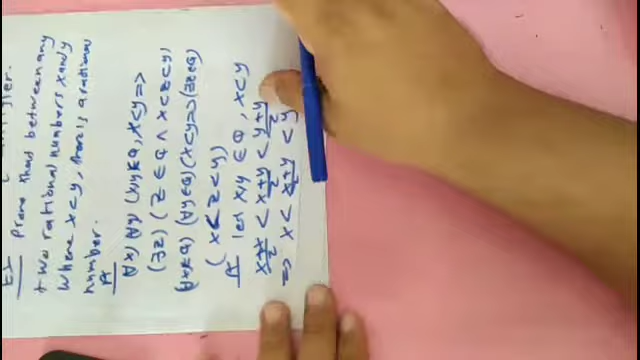 Prove that between any
two rational numbers x and y
where x < y, there is a rational
number.
A
(∀x)(∀y)(x,y ∈ Q, x < y ⇒
(∃z)(z ∈ Q ∧ x < z < y)
(∀x ∈ Q)(∀y ∈ Q)(x < y ⇒ (∃z ∈ Q)
(x < z < y)
A let x, y ∈ Q, x < y
x+x/2 < x+y/2 < y+y/2
⇒ x < x+y/2 < y